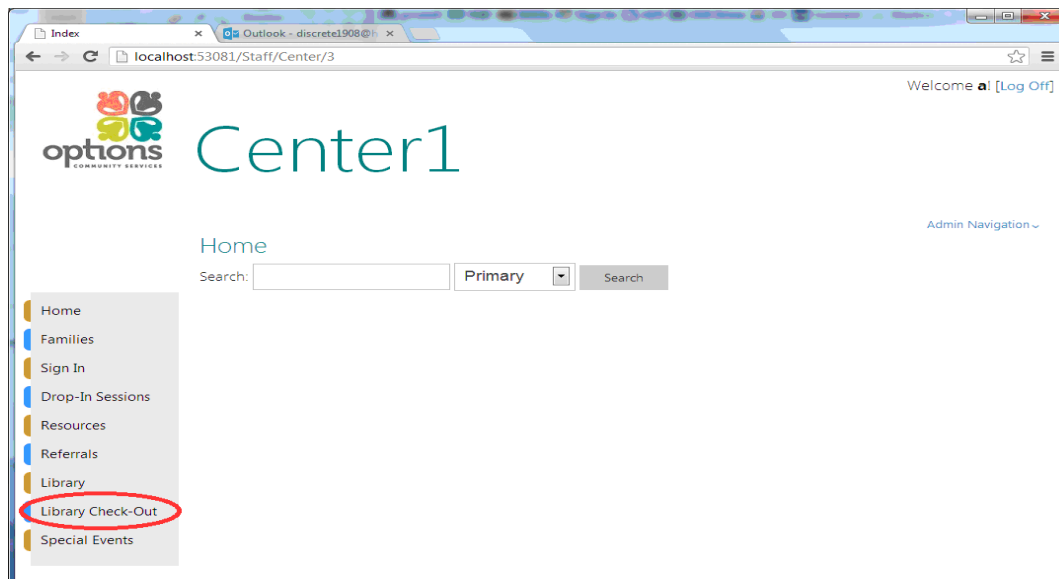 Index
Outlook - discrete1908@h
localhost:53081/Staff/Center/3
Welcome a! [Log Off]
options
COMMUNITY SERVICES
Center1
Admin Navigation
Home
Search:
Primary
Search
Home
Families
Sign In
Drop-In Sessions
Resources
Referrals
Library
Library Check-Out
Special Events